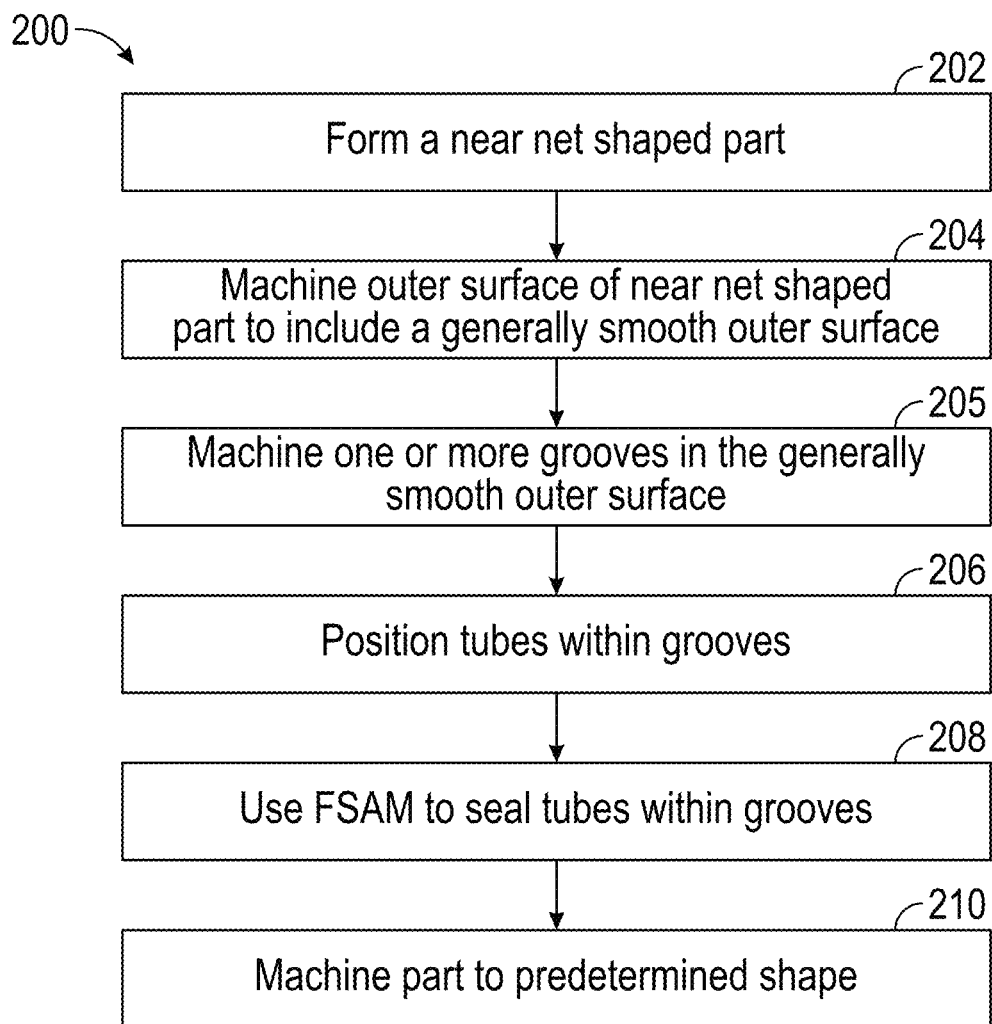 200
202
Form a near net shaped part
204
Machine outer surface of near net shaped
part to include a generally smooth outer surface
205
Machine one or more grooves in the generally
smooth outer surface
206
Position tubes within grooves
208
Use FSAM to seal tubes within grooves
210
Machine part to predetermined shape